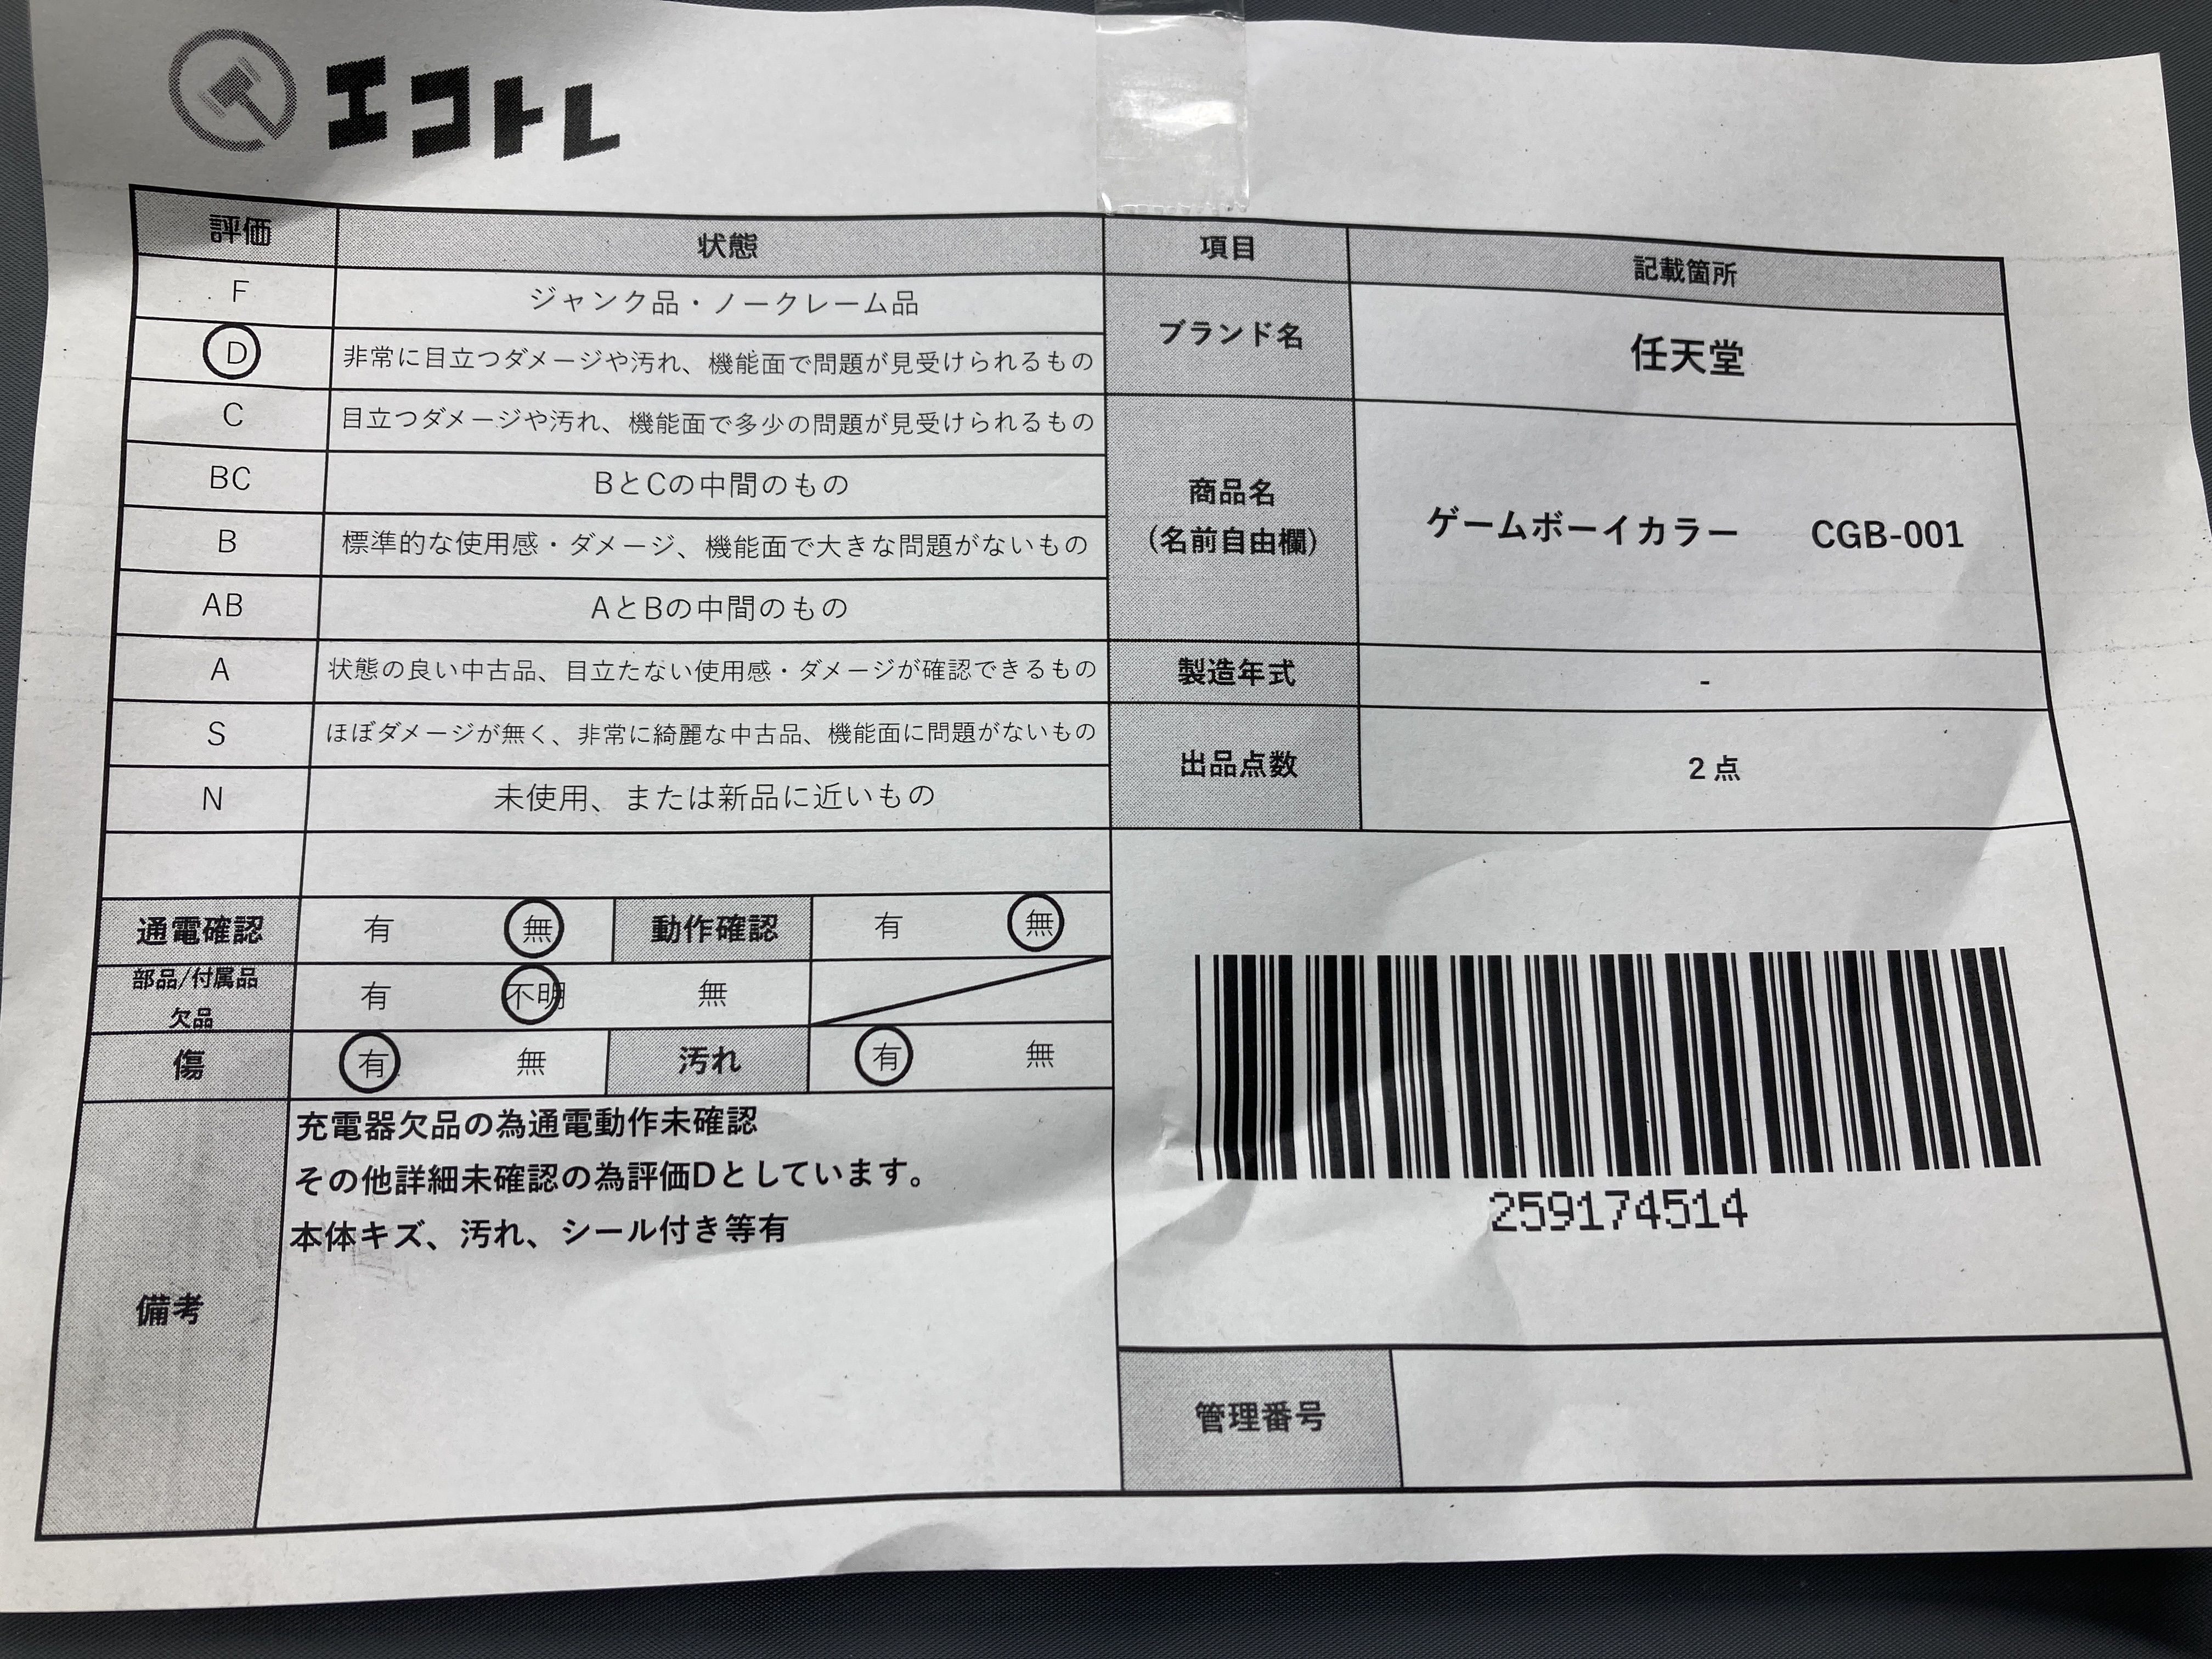 エコトレ
評価 状態 項目 記載箇所
F ジャンク品・ノークレーム品
D 非常に目立つダメージや汚れ、機能面で問題が見受けられるもの
ブランド名 任天堂
C 目立つダメージや汚れ、機能面で多少の問題が見受けられるもの
BC BとCの中間のもの
B 標準的な使用感・ダメージ、機能面で大きな問題がないもの
商品名
(名前自由欄)
ゲームボーイカラー CGB-001
AB AとBの中間のもの
A 状態の良い中古品、目立たない使用感・ダメージが確認できるもの
製造年式 -
S ほぼダメージが無く、非常に綺麗な中古品、機能面に問題がないもの
出品点数 2 点
N 未使用、または新品に近いもの
通電確認 有 無 動作確認 有 無
部品/付属品
欠品
有 不明 無
傷 有 無 汚れ 有 無
備考
充電器欠品の為通電動作未確認
その他詳細未確認の為評価Dとしています。
本体キズ、汚れ、シール付き等有
259174514
管理番号